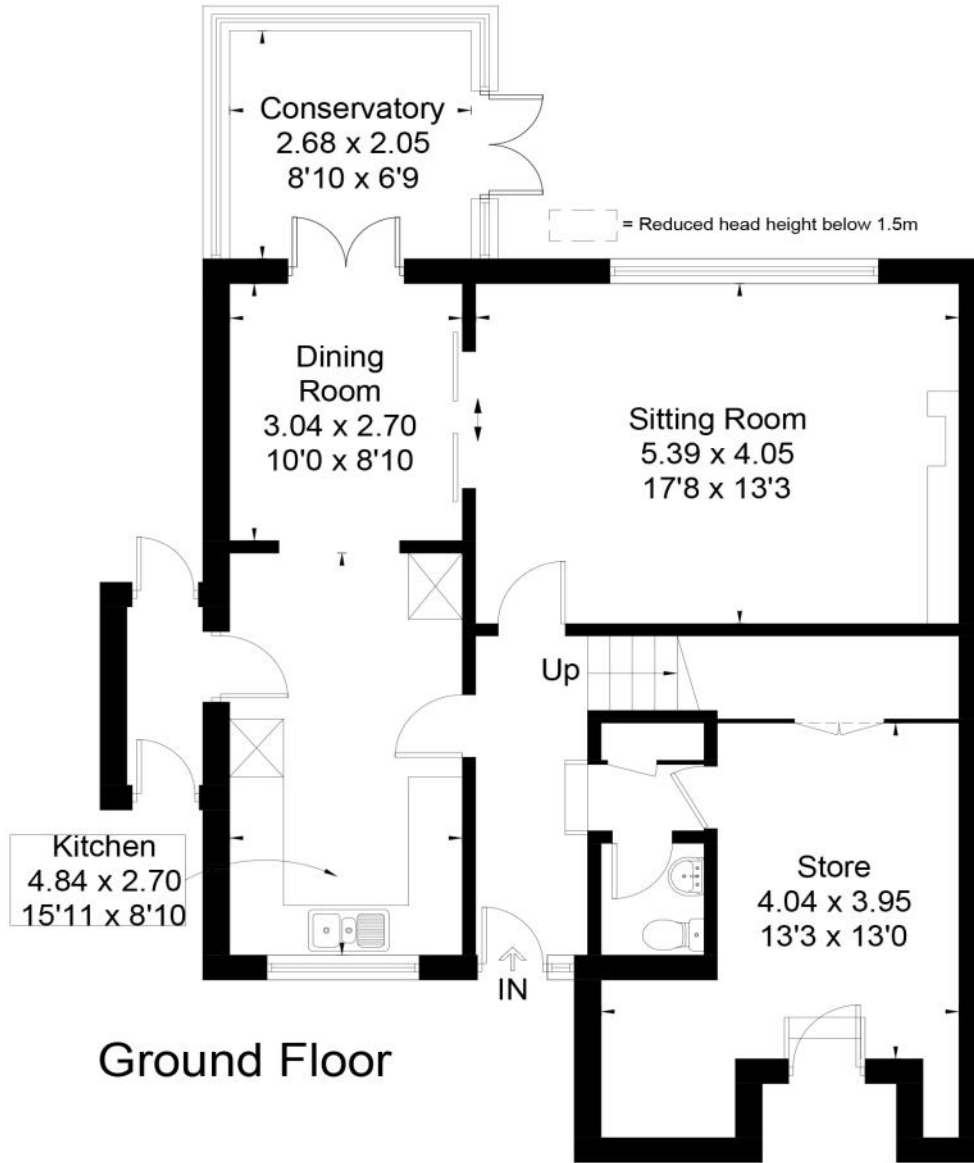 Conservatory
2.68 x 2.05
8'10 x 6'9
= Reduced head height below 1.5m
Dining
Room
3.04 x 2.70
10'0 x 8'10
Sitting Room
5.39 x 4.05
17'8 x 13'3
Up
Kitchen
4.84 x 2.70
15'11 x 8'10
Store
4.04 x 3.95
13'3 x 13'0
IN
Ground Floor